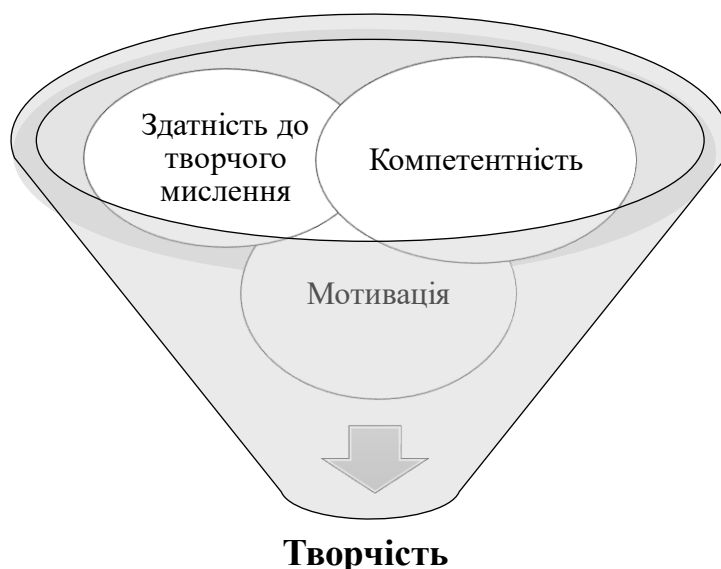 Здатність до
творчого
мислення
Компетентність
Мотивація
Творчість